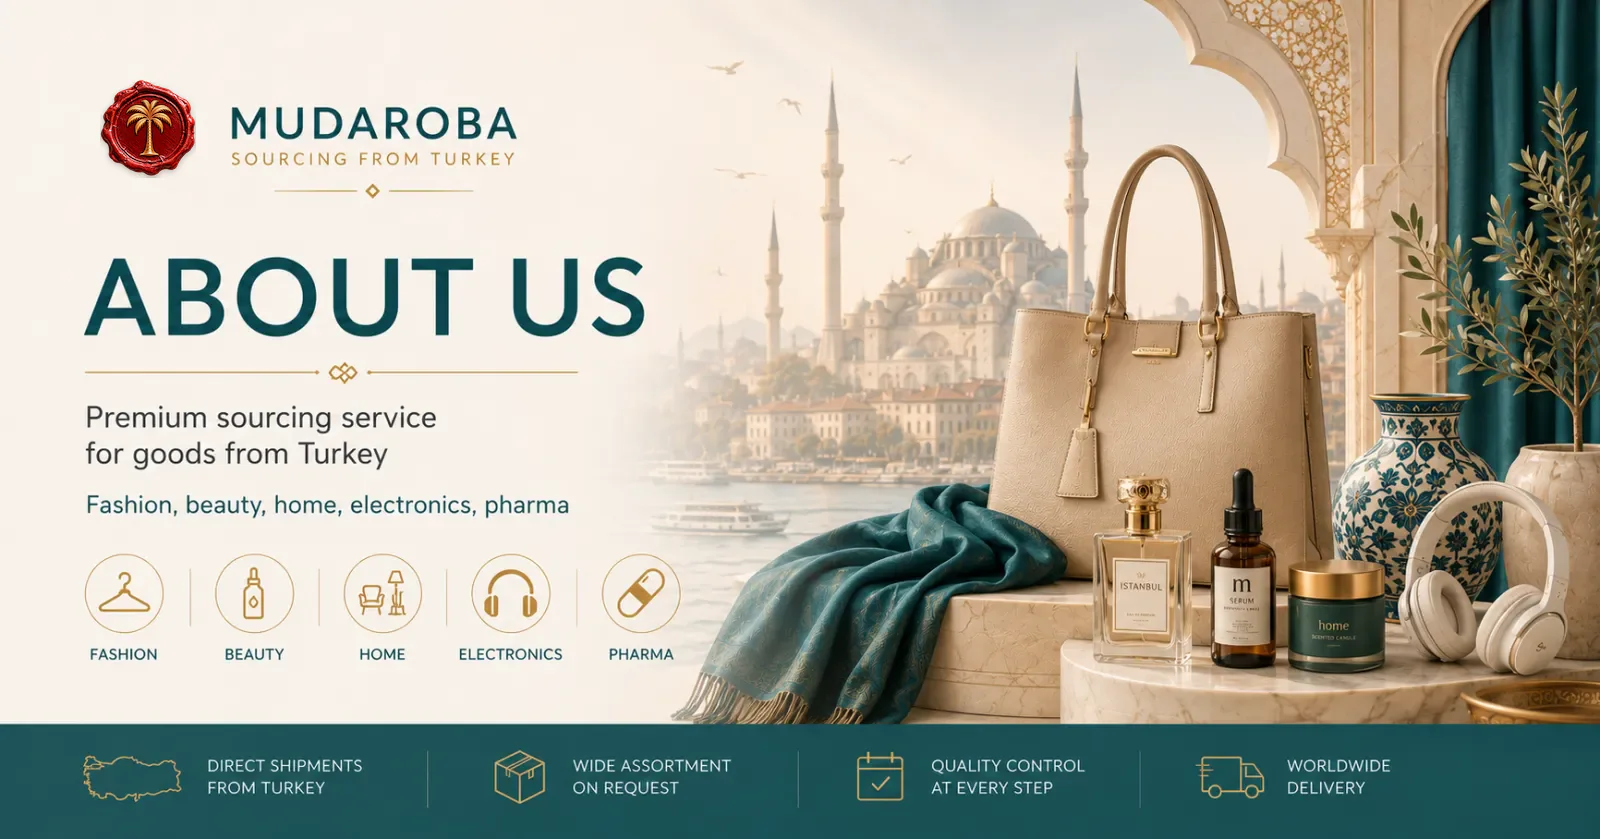 MUDAROBA
SOURCING FROM TURKEY
ABOUT US
Premium sourcing service
for goods from Turkey
Fashion, beauty, home, electronics, pharma
FASHION
BEAUTY
HOME
ELECTRONICS
PHARMA
ISTANBUL
m
SERUM
home
SCENTED CANDLE
DIRECT SHIPMENTS
FROM TURKEY
WIDE ASSORTMENT
ON REQUEST
QUALITY CONTROL
AT EVERY STEP
WORLDWIDE
DELIVERY